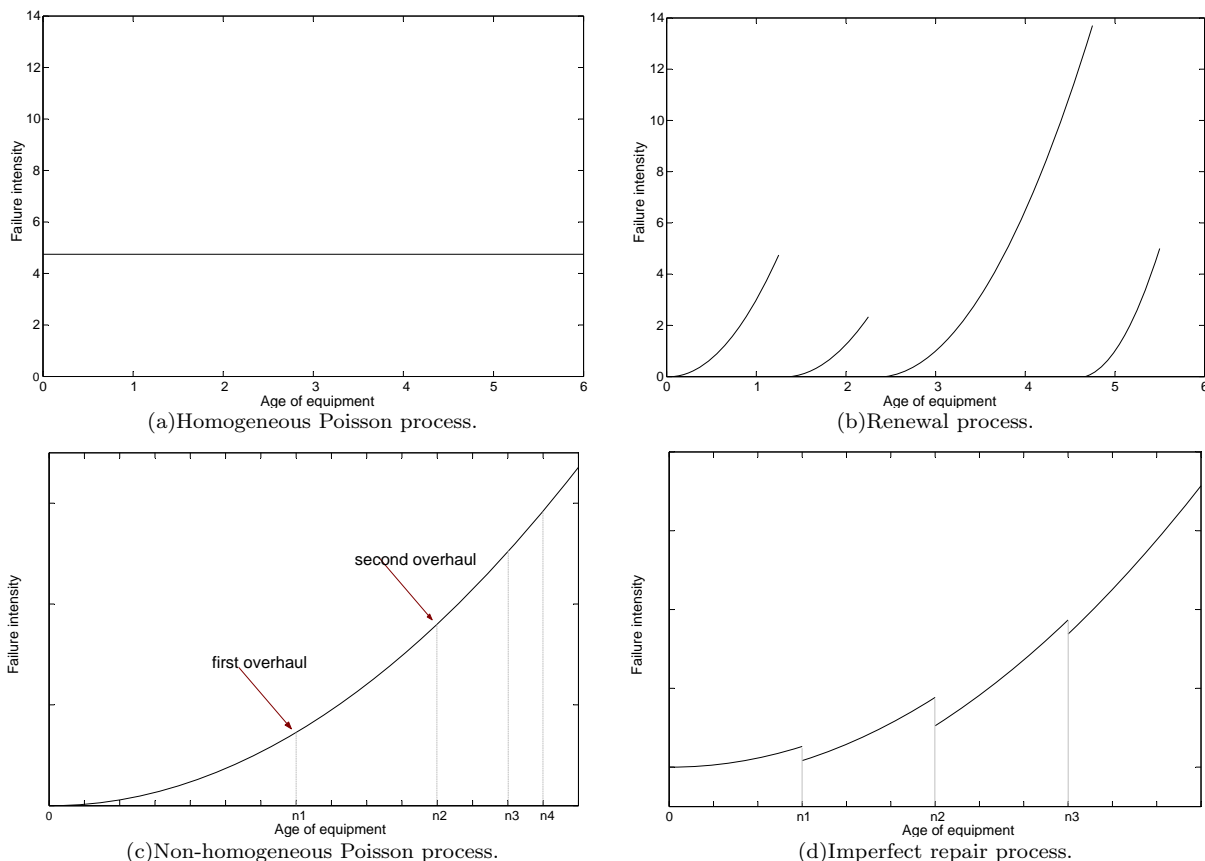 14
12
10
8
6
4
2
0
Failure intensity
0 1 2 3 4 5 6
Age of equipment
(a)Homogeneous Poisson process.
14
12
10
8
6
4
2
0
Failure intensity
0 1 2 3 4 5 6
Age of equipment
(b)Renewal process.
Failure intensity
second overhaul
first overhaul
0 n1 n2 n3 n4
Age of equipment
(c)Non-homogeneous Poisson process.
Failure intensity
0 n1 n2 n3
Age of equipment
(d)Imperfect repair process.